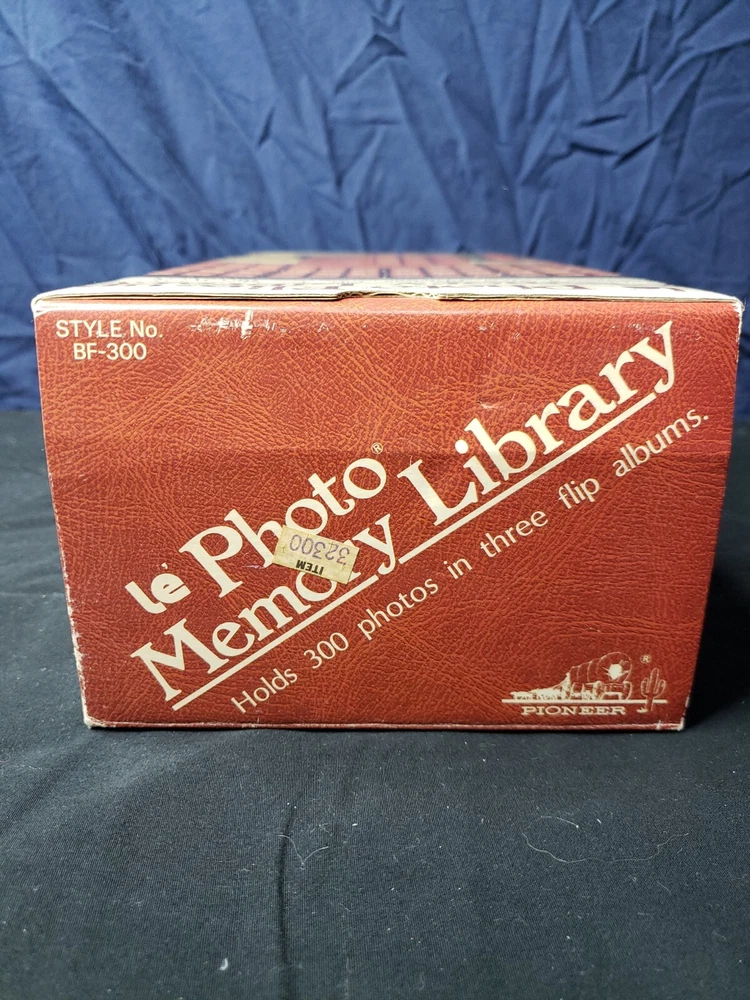 STYLE No.
BF-300
le Photo®
Memory Library
Holds 300 photos in three flip albums.
ITEM
32300
®
PIONEER